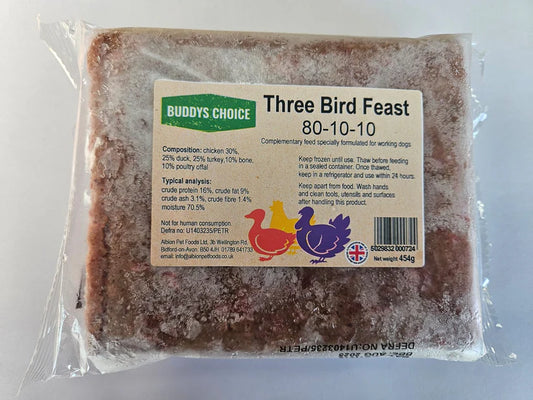 BUDDYS CHOICE
Three Bird Feast
80-10-10
Complementary feed specially formulated for working dogs
Composition: chicken 30%,
25% duck, 25% turkey,10% bone,
10% poultry offal
Typical analysis:
crude protein 16%, crude fat 9%
crude ash 3.1%, crude fibre 1.4%
moisture 70.5%
Not for human consumption.
Defra no: U1403235/PETR
Albion Pet Foods Ltd, 3b Wellington Rd,
Bidford-on-Avon. B50 4JH 01789 641733
email: info@albionpetfoods.co.uk
Keep frozen until use. Thaw before feeding
in a sealed container. Once thawed,
keep in a refrigerator and use within 24 hours.
Keep apart from food. Wash hands
and clean tools, utensils and surfaces
after handling this product.
5029832 000724
Net weight 454g
DEFRA NO:U1403235/PETR
AUG 2025